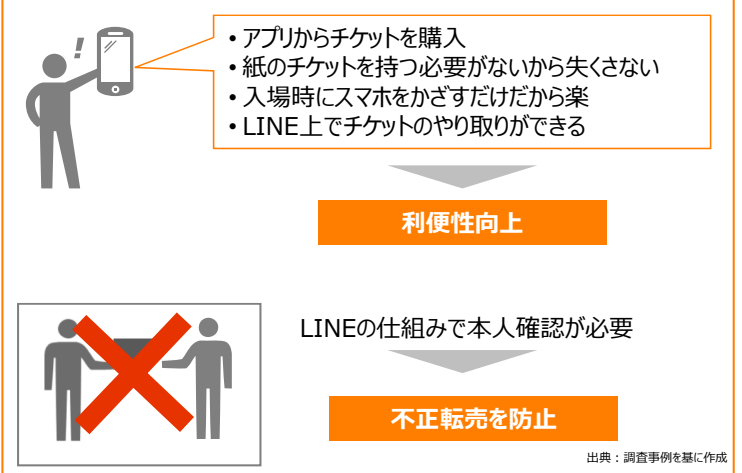 • アプリからチケットを購入
• 紙のチケットを持つ必要がないから失くさない
• 入場時にスマホをかざすだけだから楽
• LINE上でチケットのやり取りができる
利便性向上
LINEの仕組みで本人確認が必要
不正転売を防止
出典：調査事例を基に作成